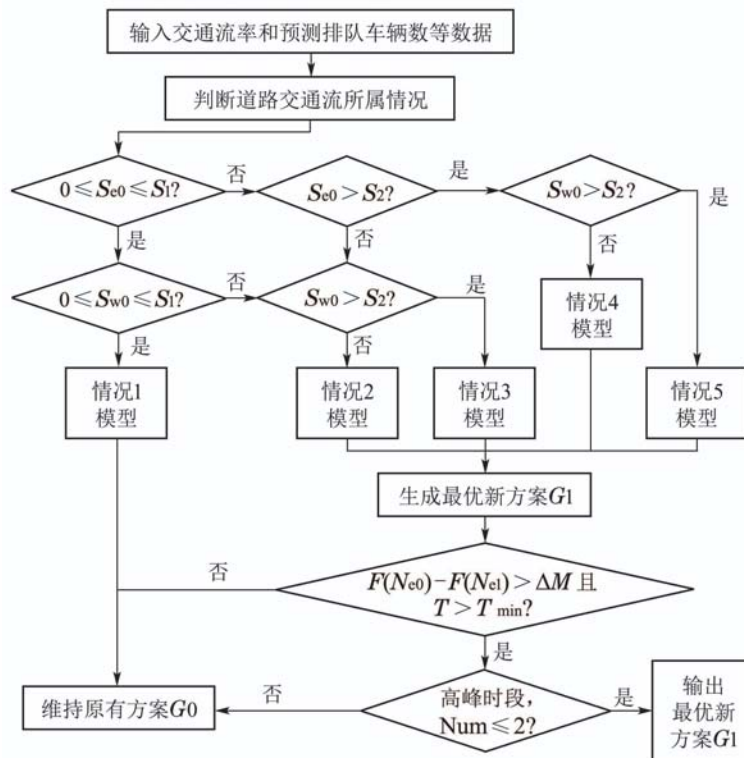 输入交通流率和预测排队车辆数等数据
判断道路交通流所属情况
0≤Se0≤S1?
否
Se0>S2?
是
Sw0>S2?
是
是
否
否
0≤Sw0≤S1?
否
Sw0>S2?
是
情况4
模型
是
否
情况1
模型
情况2
模型
情况3
模型
情况5
模型
生成最优新方案G1
否
F(Ne0)-F(Ne1)>ΔM 且
T>Tmin?
是
维持原有方案G0
否
高峰时段，
Num≤2?
是
输出
最优新
方案G1